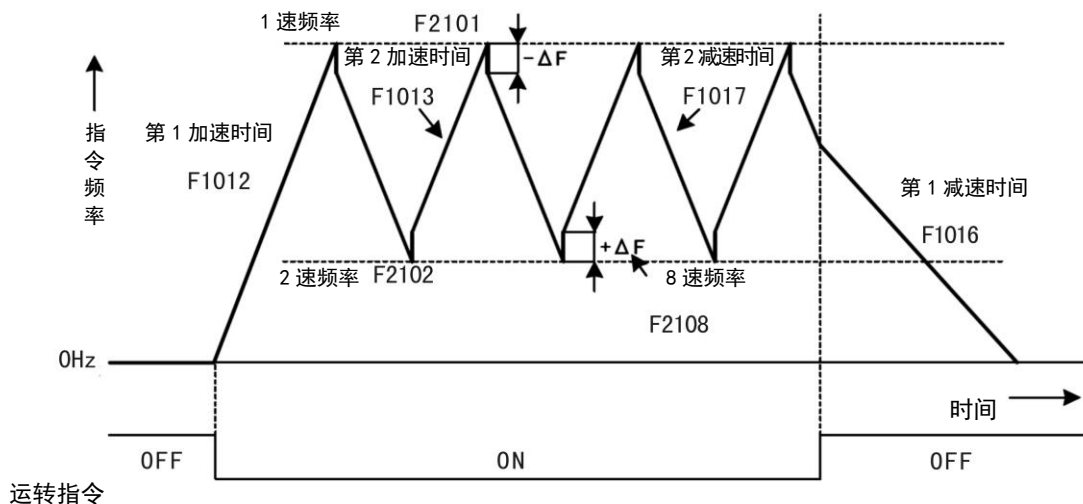 1 速频率
F2101
第 2 加速时间
-ΔF
第 2 减速时间
F1013
F1017
指令频率
第 1 加速时间
F1012
第 1 减速时间
F1016
+ΔF
2 速频率
F2102
8 速频率
F2108
0Hz
时间
OFF
ON
OFF
运转指令